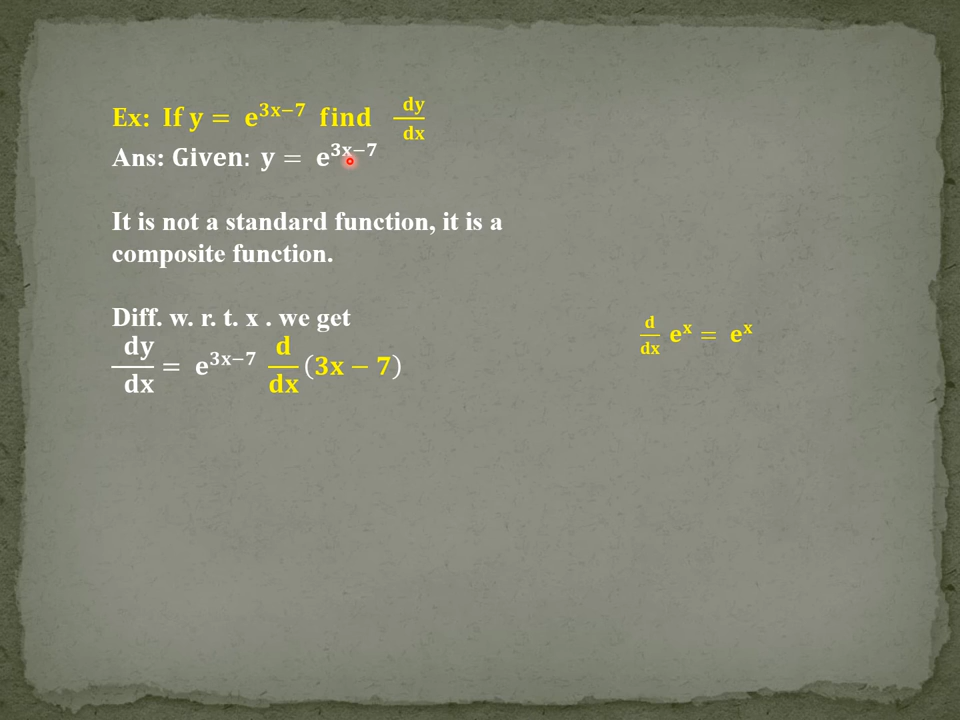 Ex: If y = e^{3x−7} find dy/dx
Ans: Given: y = e^{3x−7}
It is not a standard function, it is a
composite function.
Diff. w. r. t. x . we get
dy/dx = e^{3x−7} d/dx (3x − 7)
d/dx e^x = e^x